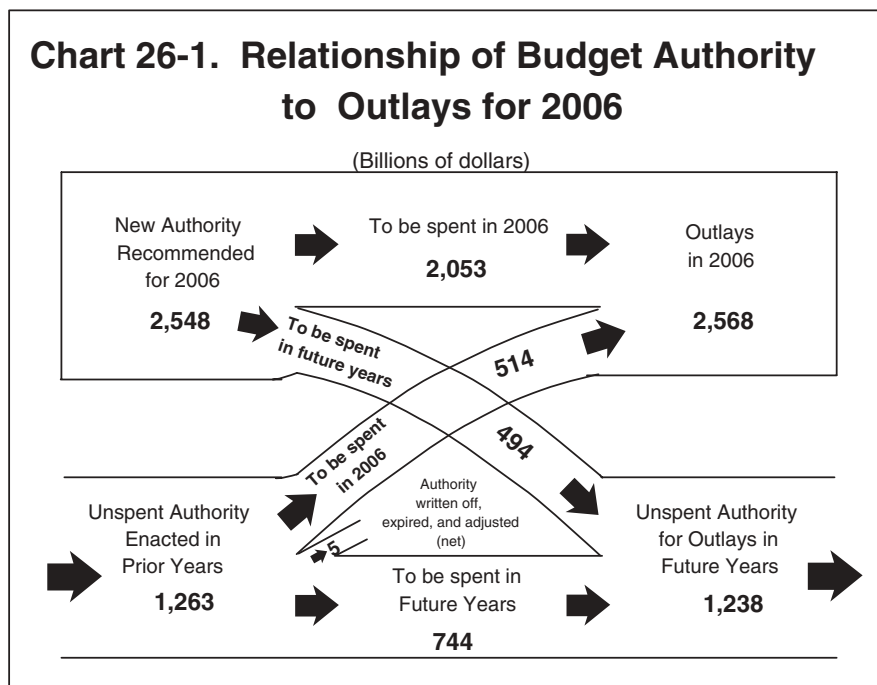 Chart 26-1. Relationship of Budget Authority
to Outlays for 2006
(Billions of dollars)
New Authority
Recommended
for 2006
2,548
To be spent in 2006
2,053
Outlays
in 2006
2,568
To be spent
in future years
514
To be spent
in 2006
494
Authority
written off,
expired, and adjusted
(net)
5
Unspent Authority
Enacted in
Prior Years
1,263
To be spent in
Future Years
744
Unspent Authority
for Outlays in
Future Years
1,238